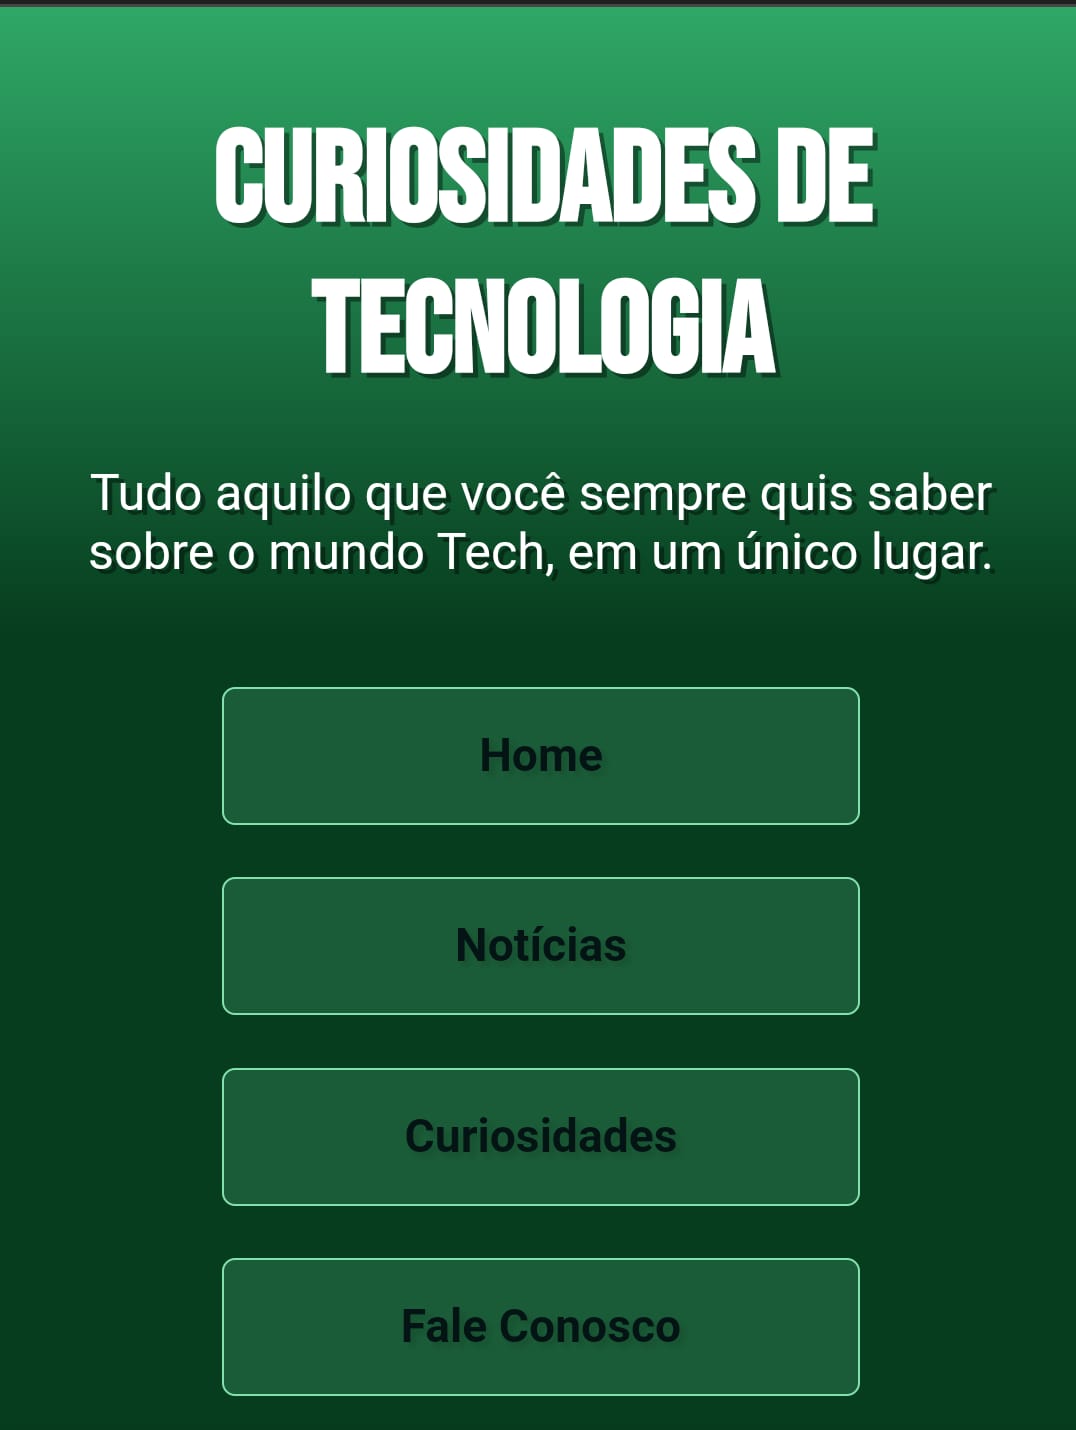 CURIOSIDADES DE
TECNOLOGIA
Tudo aquilo que você sempre quis saber
sobre o mundo Tech, em um único lugar.
Home
Notícias
Curiosidades
Fale Conosco